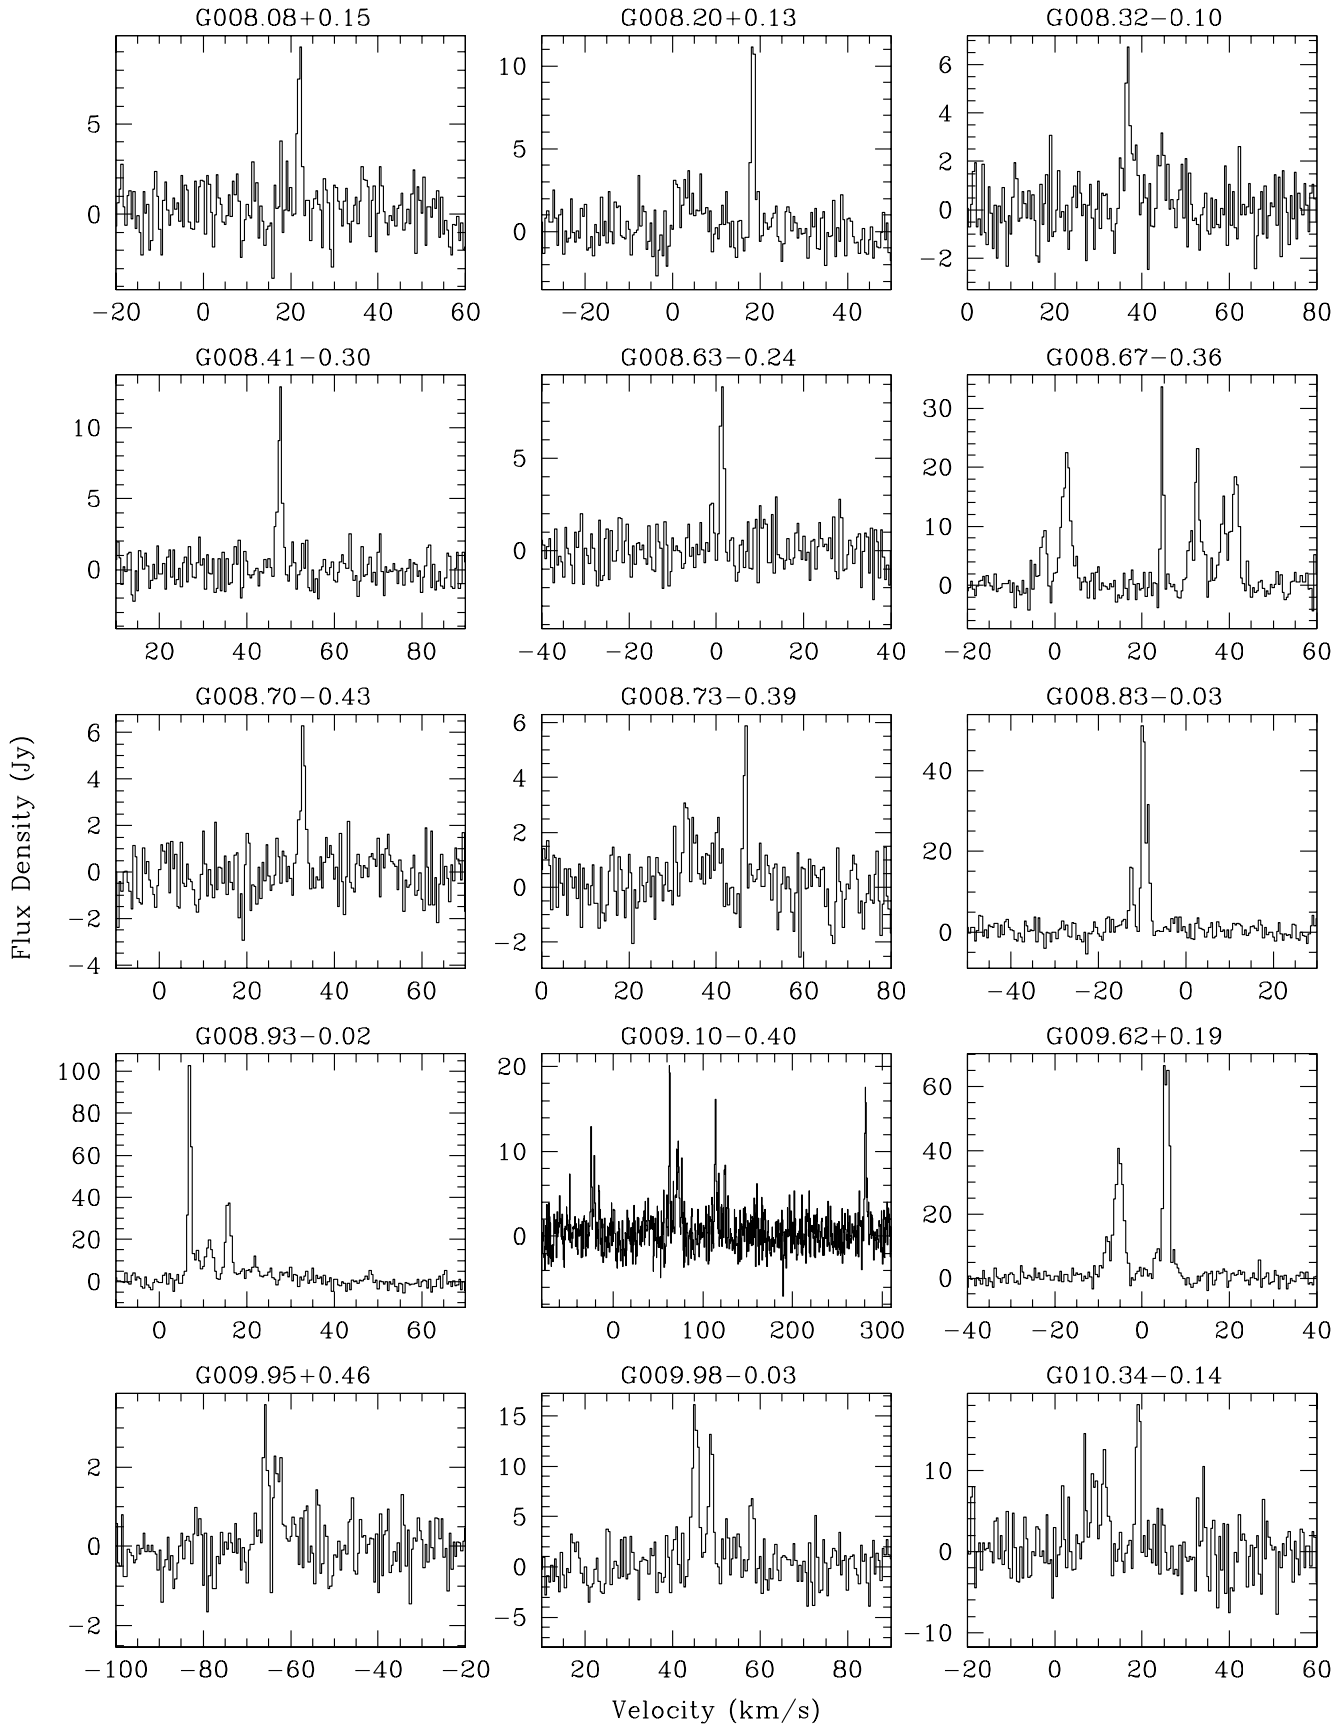 G008.08+0.15 G008.20+0.13 G008.32−0.10
5 0
10 5 0
6 4 2 0 −2
−20 0 20 40 60
−20 0 20 40
0 20 40 60 80
G008.41−0.30 G008.63−0.24 G008.67−0.36
10 5 0
5 0
30 20 10 0
20 40 60 80
−40 −20 0 20 40
−20 0 20 40 60
G008.70−0.43 G008.73−0.39 G008.83−0.03
6 4 2 0 −2 −4
6 4 2 0 −2
40 20 0
0 20 40 60
0 20 40 60 80
−40 −20 0 20
Flux Density (Jy)
G008.93−0.02 G009.10−0.40 G009.62+0.19
100 80 60 40 20 0
20 10 0
60 40 20 0
0 20 40 60
0 100 200 300
−40 −20 0 20 40
G009.95+0.46 G009.98−0.03 G010.34−0.14
2 0 −2
15 10 5 0 −5
10 0 −10
−100 −80 −60 −40 −20
20 40 60 80
−20 0 20 40 60
Velocity (km/s)